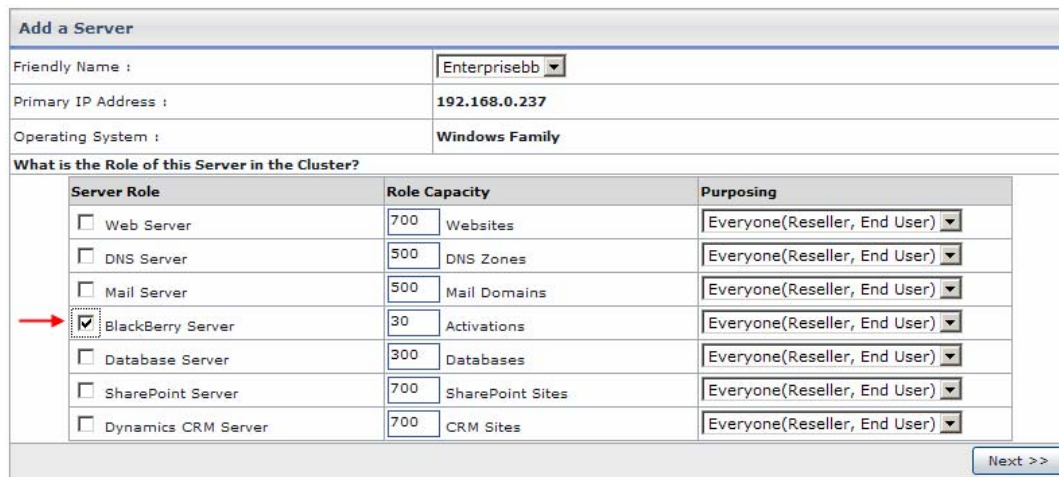 Add a Server
Friendly Name : Enterprisebb
Primary IP Address : 192.168.0.237
Operating System : Windows Family
What is the Role of this Server in the Cluster?
Server Role Role Capacity Purposing
Web Server 700 Websites Everyone(Reseller, End User)
DNS Server 500 DNS Zones Everyone(Reseller, End User)
Mail Server 500 Mail Domains Everyone(Reseller, End User)
BlackBerry Server 30 Activations Everyone(Reseller, End User)
Database Server 300 Databases Everyone(Reseller, End User)
SharePoint Server 700 SharePoint Sites Everyone(Reseller, End User)
Dynamics CRM Server 700 CRM Sites Everyone(Reseller, End User)
Next >>